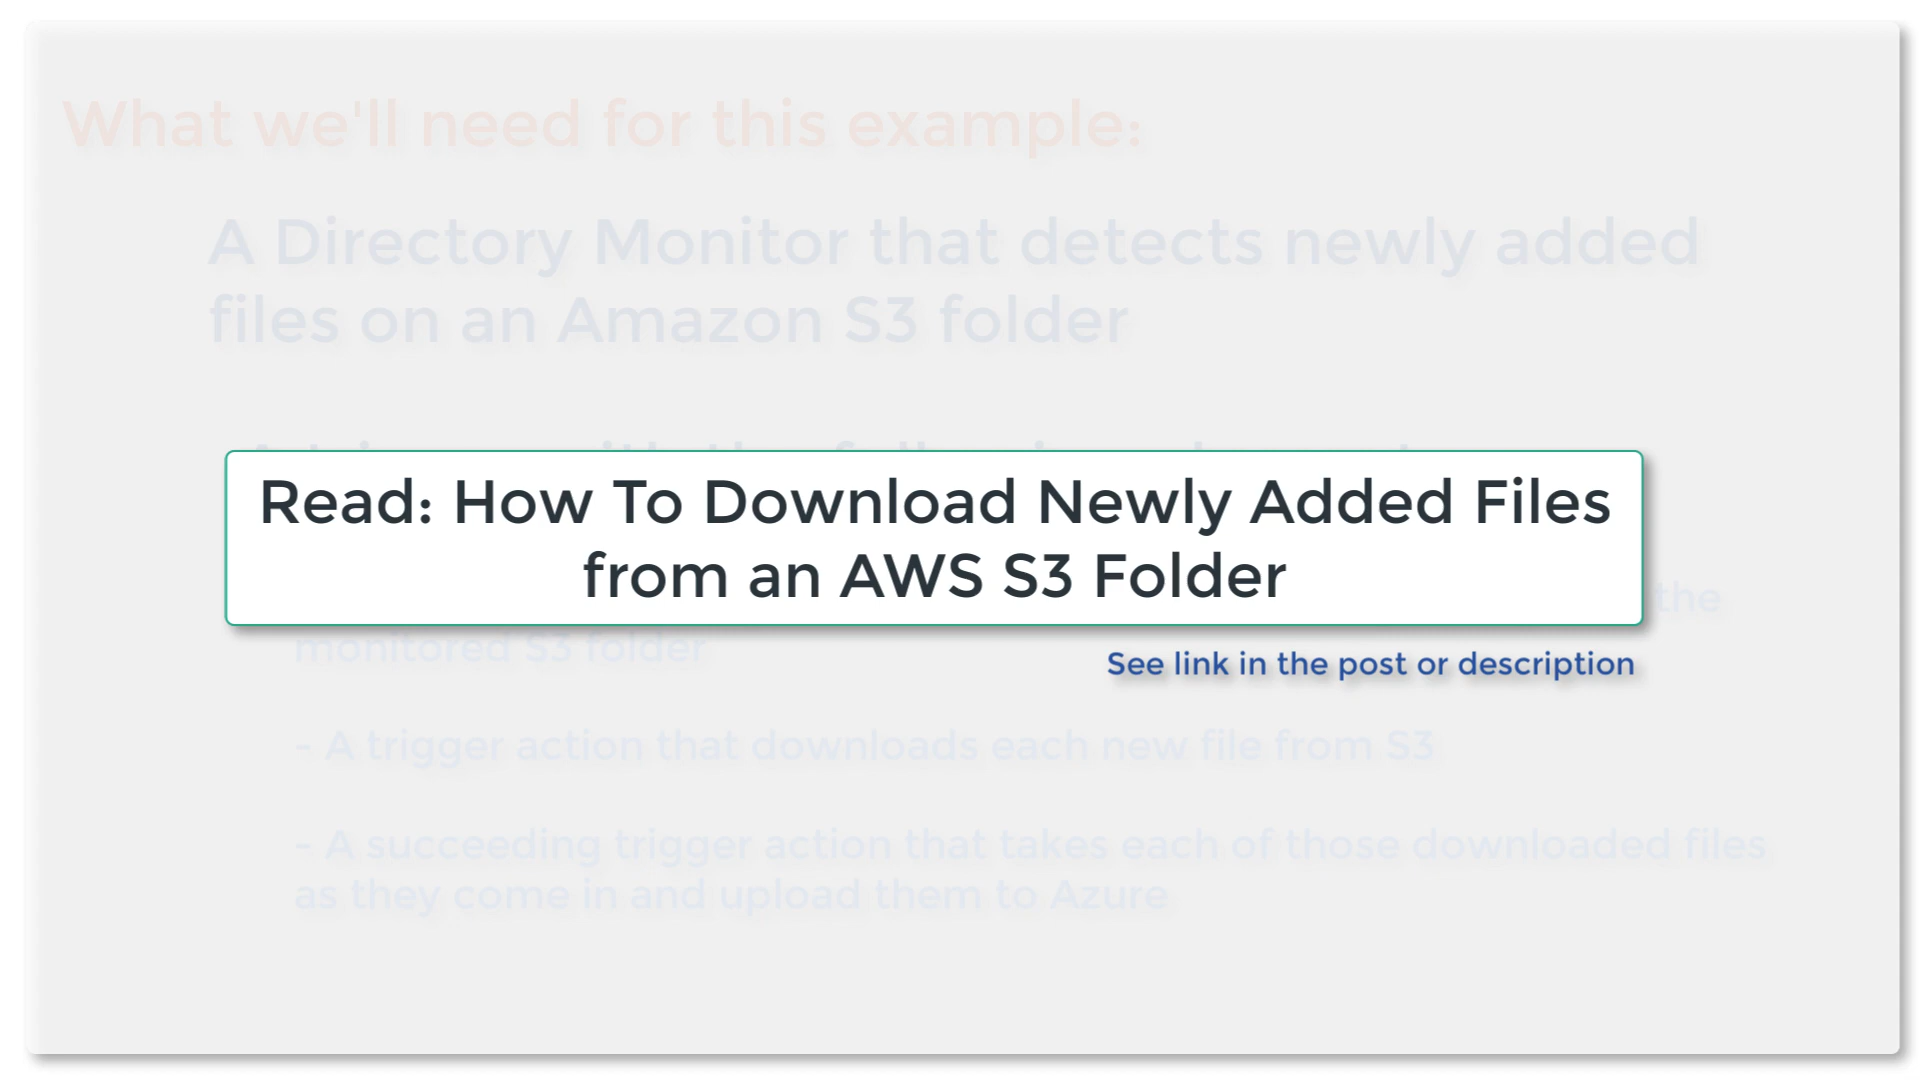 What we'll need for this example:
A Directory Monitor that detects newly added
files on an Amazon S3 folder
Read: How To Download Newly Added Files
from an AWS S3 Folder
the
monitored S3 folder
See link in the post or description
- A trigger action that downloads each new file from S3
- A succeeding trigger action that takes each of those downloaded files
as they come in and upload them to Azure